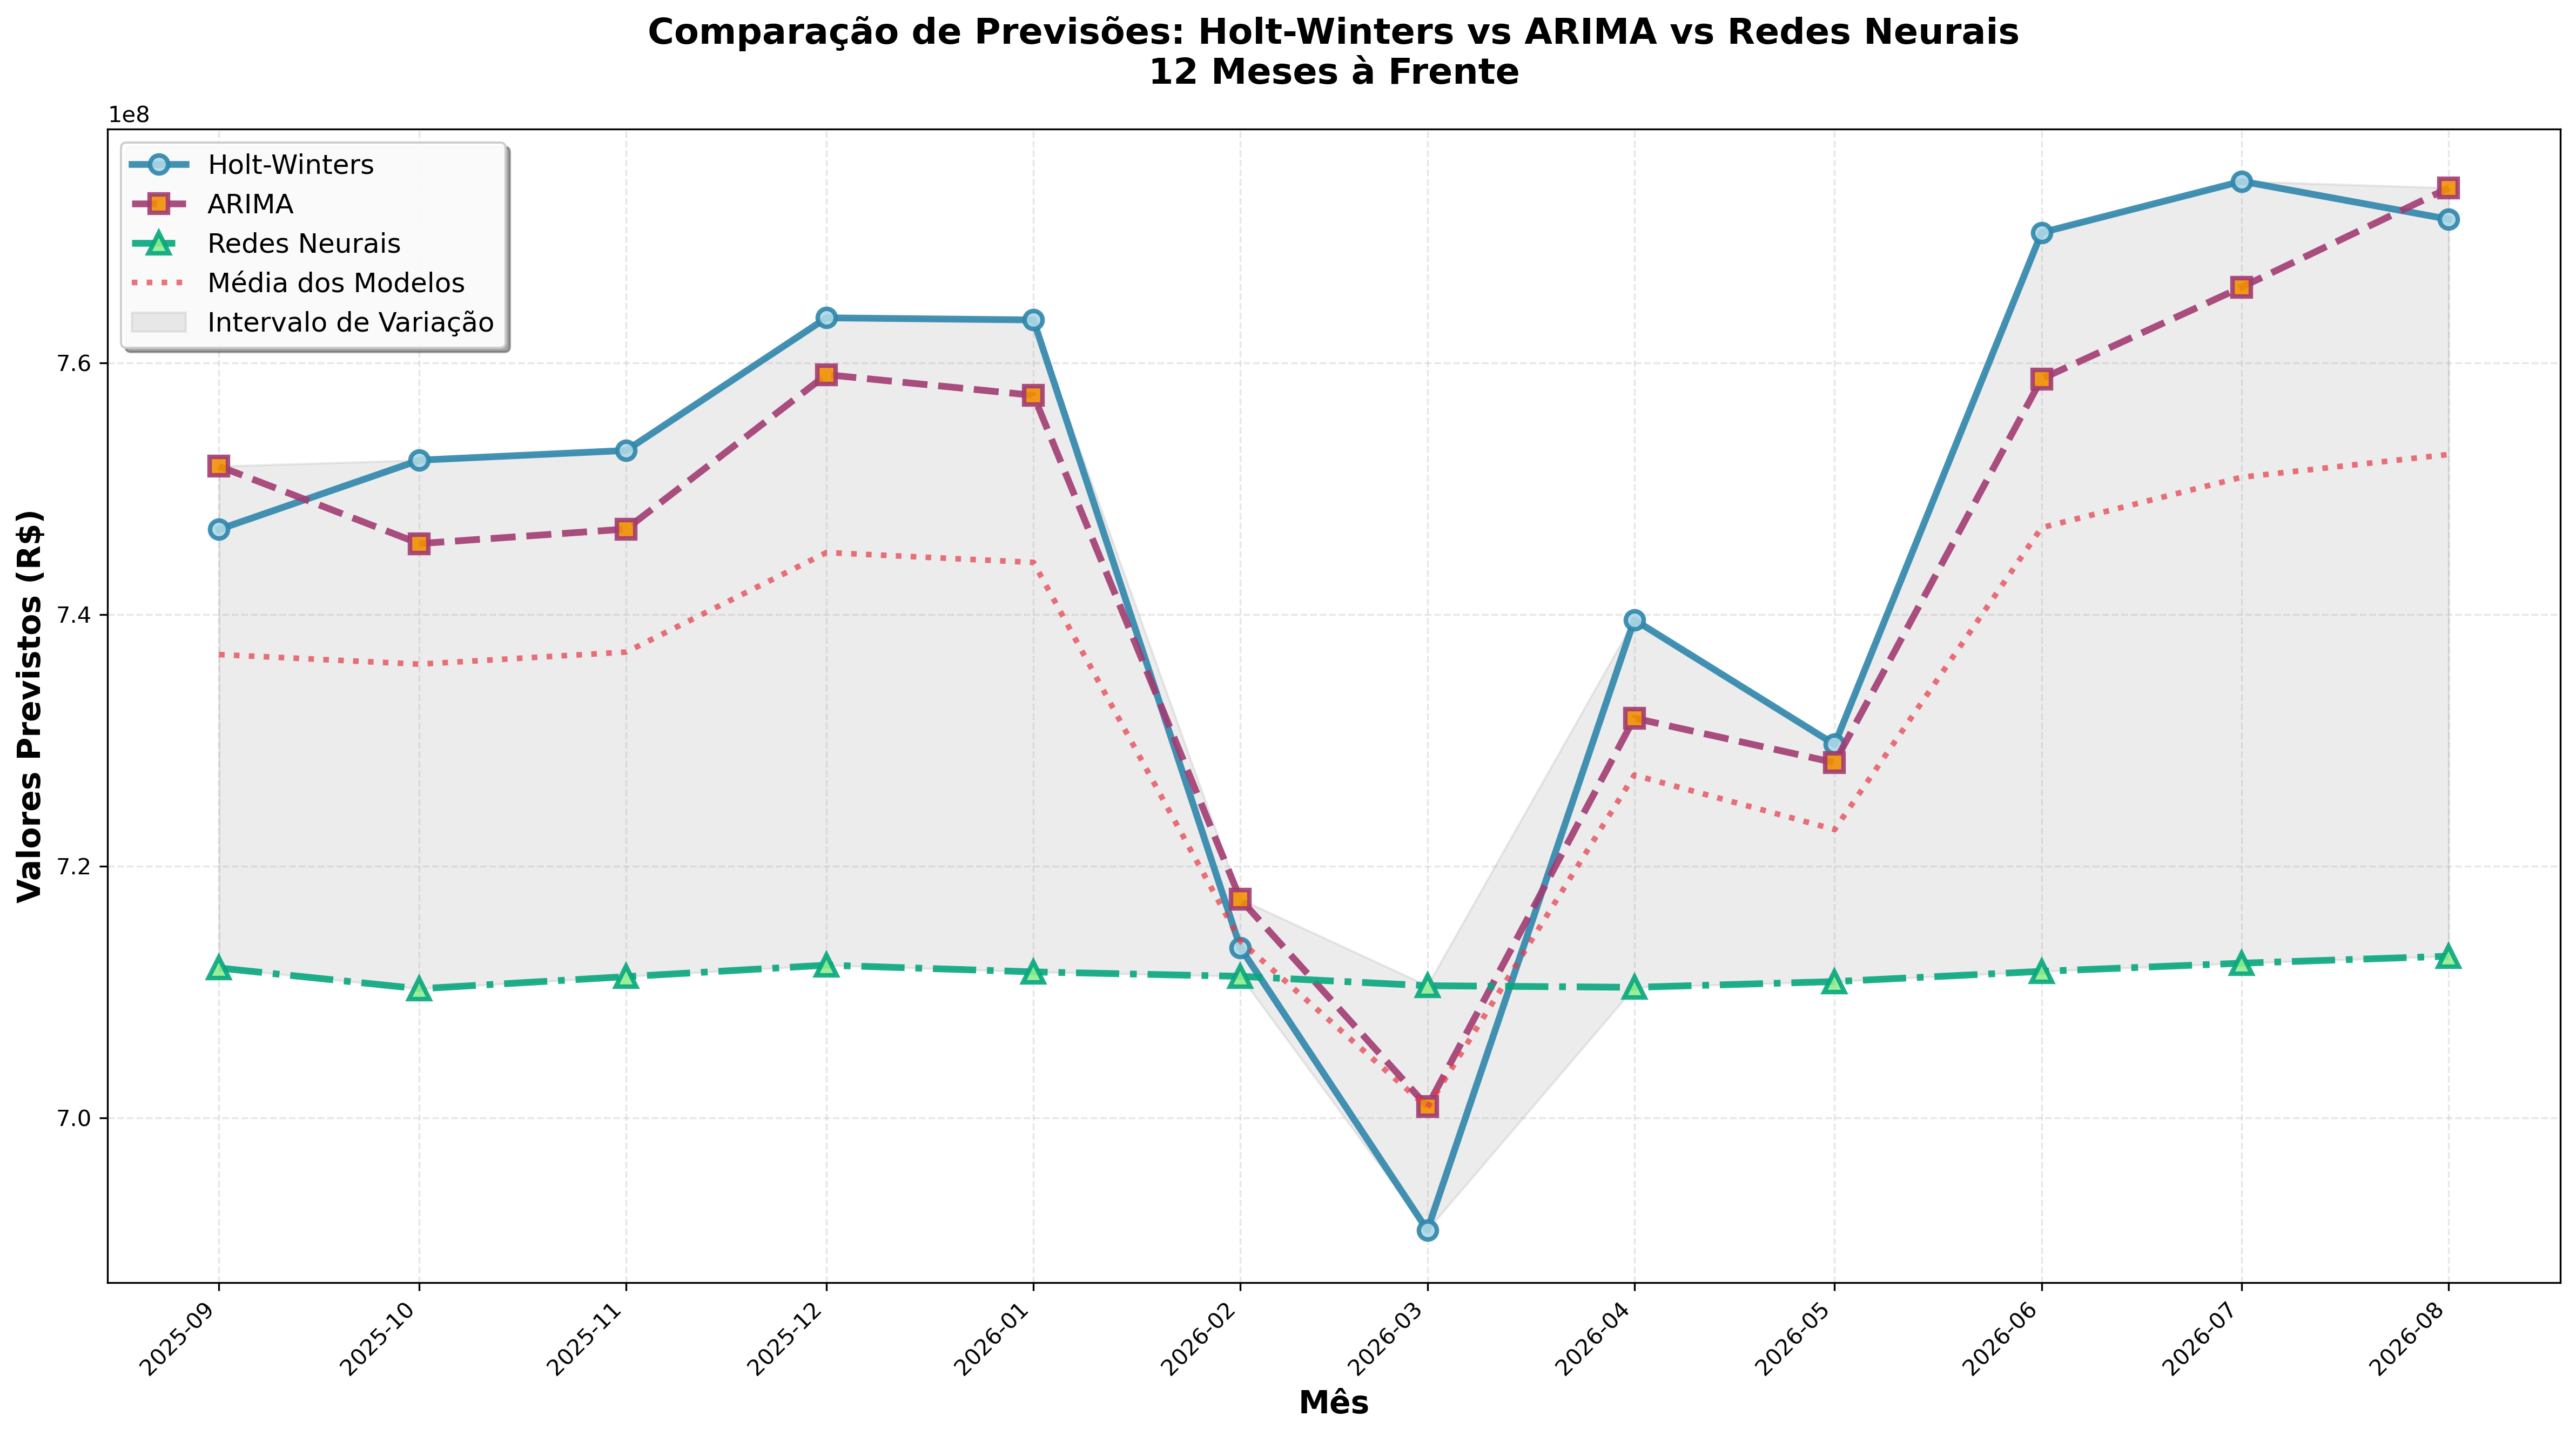 Comparação de Previsões: Holt-Winters vs ARIMA vs Redes Neurais
12 Meses à Frente
1e8
Holt-Winters
ARIMA
Redes Neurais
Média dos Modelos
Intervalo de Variação
7.6
7.4
7.2
7.0
Valores Previstos (R$)
2025-09
2025-10
2025-11
2025-12
2026-01
2026-02
2026-03
2026-04
2026-05
2026-06
2026-07
2026-08
Mês